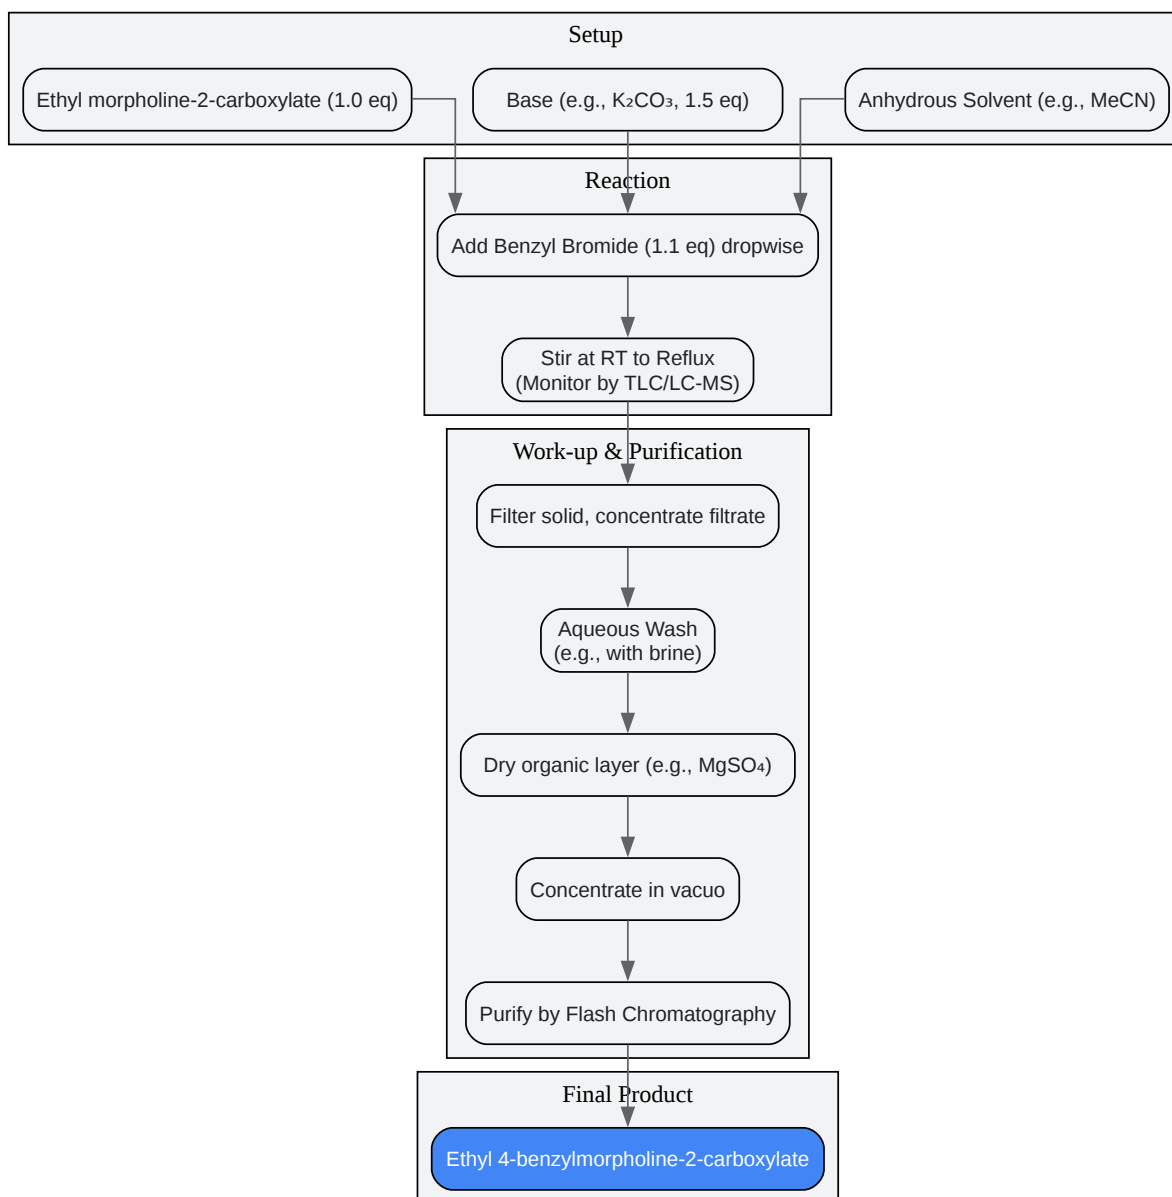 Setup
Ethyl morpholine-2-carboxylate (1.0 eq)
Base (e.g., K₂CO₃, 1.5 eq)
Anhydrous Solvent (e.g., MeCN)
Reaction
Add Benzyl Bromide (1.1 eq) dropwise
Stir at RT to Reflux
(Monitor by TLC/LC-MS)
Work-up & Purification
Filter solid, concentrate filtrate
Aqueous Wash
(e.g., with brine)
Dry organic layer (e.g., MgSO₄)
Concentrate in vacuo
Purify by Flash Chromatography
Final Product
Ethyl 4-benzylmorpholine-2-carboxylate